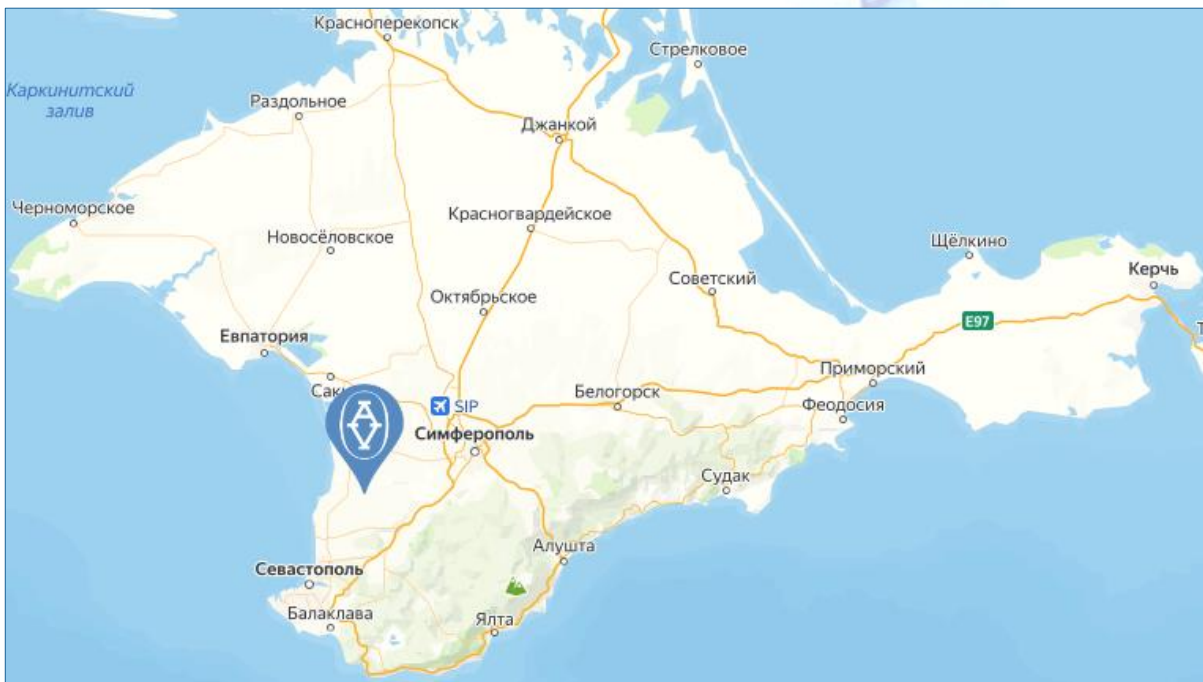 Красноперекопск
Стрелковое
Каркинитский
залив
Раздольное
Джанкой
Черноморское
Красногвардейское
Новосёловское
Щёлкино
Керчь
Советский
Октябрьское
E97
Евпатория
Приморский
Саки
Белогорск
SIP
Феодосия
Симферополь
Судак
Алушта
Севастополь
Балаклава
Ялта